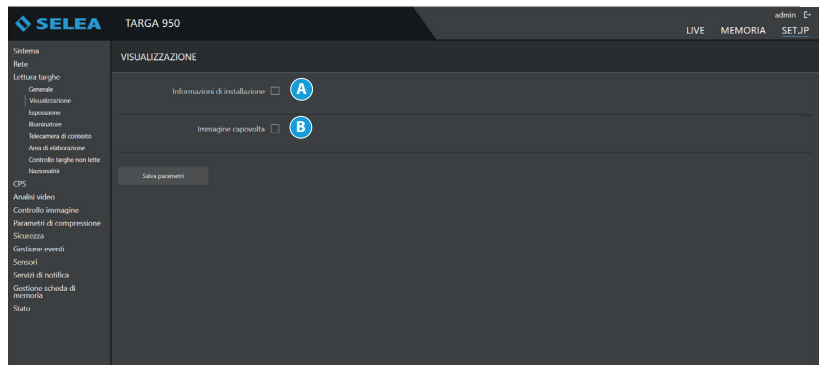 SELEA
TARGA 950
admin
LIVE MEMORIA SETUP
Sistema
Rete
Lettura targhe
Generale
Visualizzazione
Esposizione
Illuminatore
Telecamera di contesto
Area di elaborazione
Controllo targhe non lette
Nazionalità
CPS
Analisi video
Controllo immagine
Parametri di compressione
Sicurezza
Gestione eventi
Sensori
Servizi di notifica
Gestione scheda di
memoria
Stato
VISUALIZZAZIONE
Informazioni di installazione A
Immagine capovolta B
Salva parametri